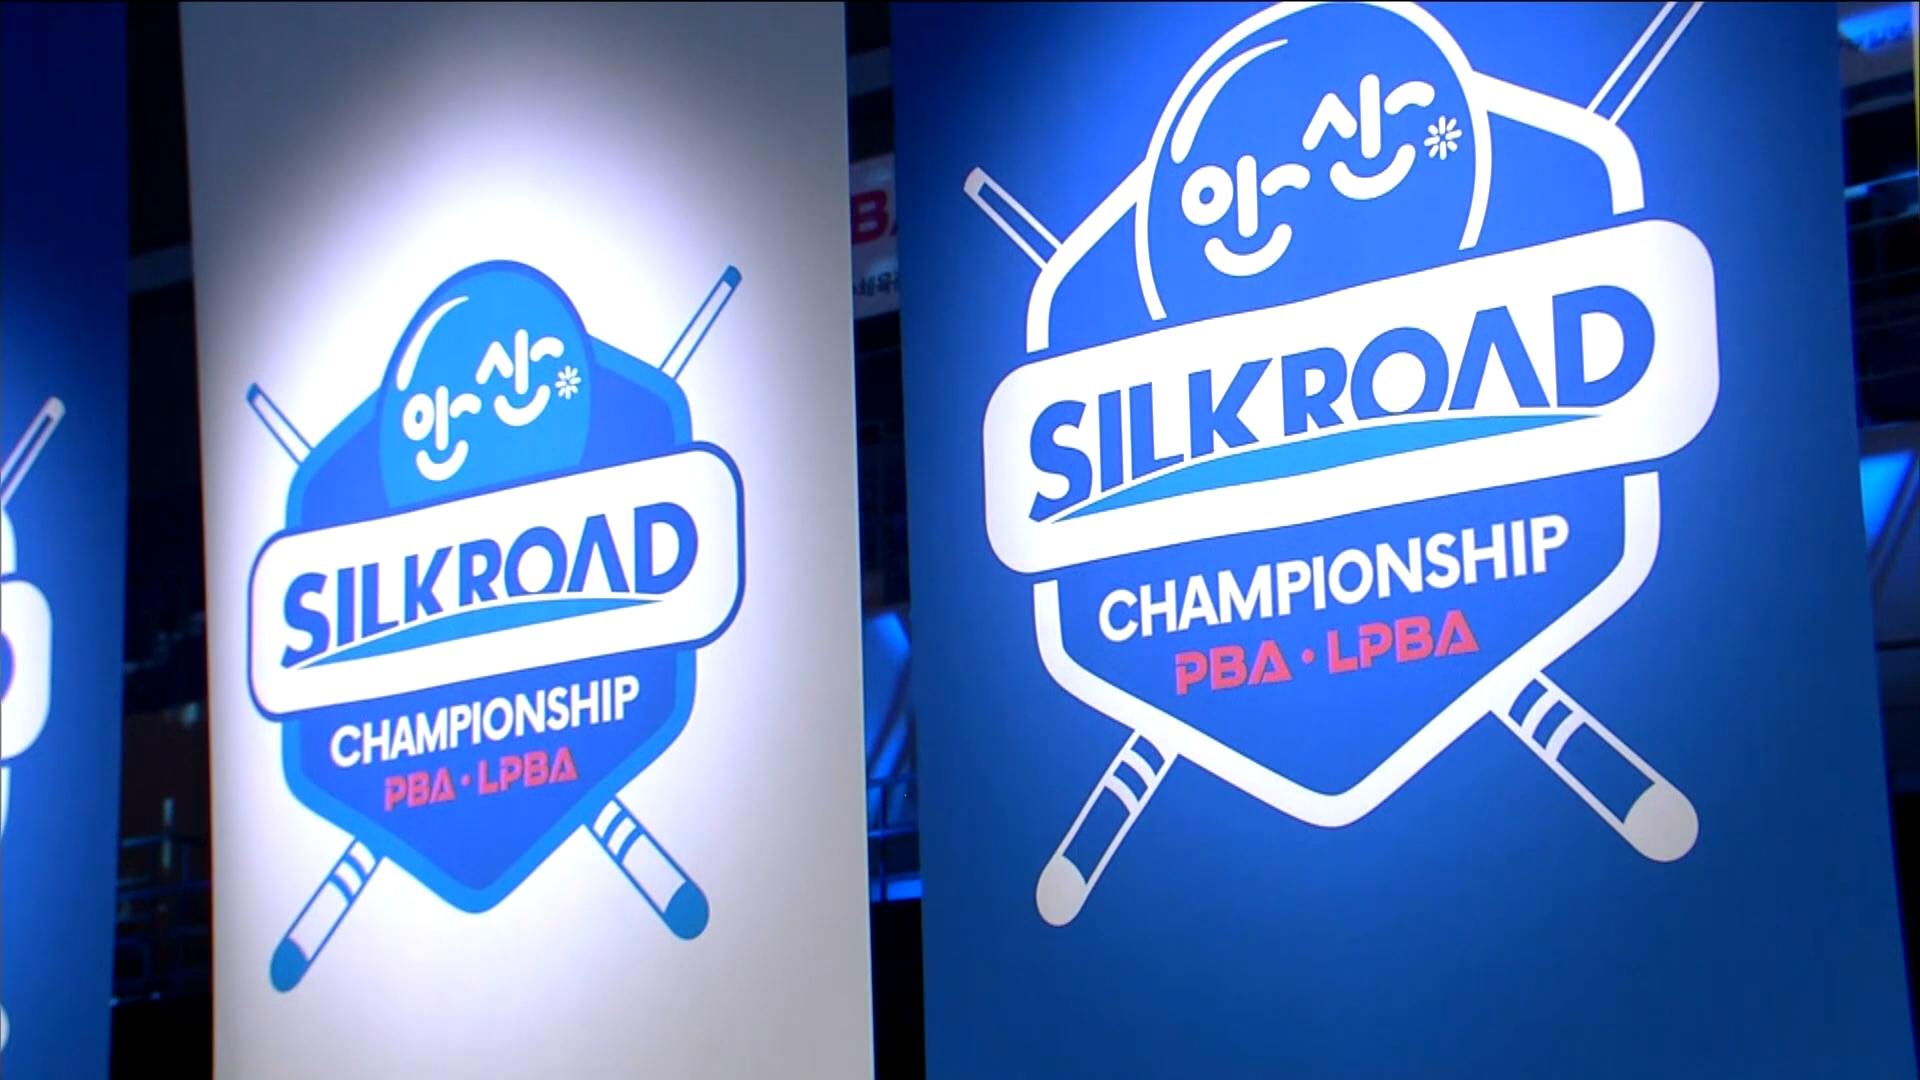 안산
SILKROAD
CHAMPIONSHIP
PBA · LPBA
안산
SILKROAD
CHAMPIONSHIP
PBA · LPBA